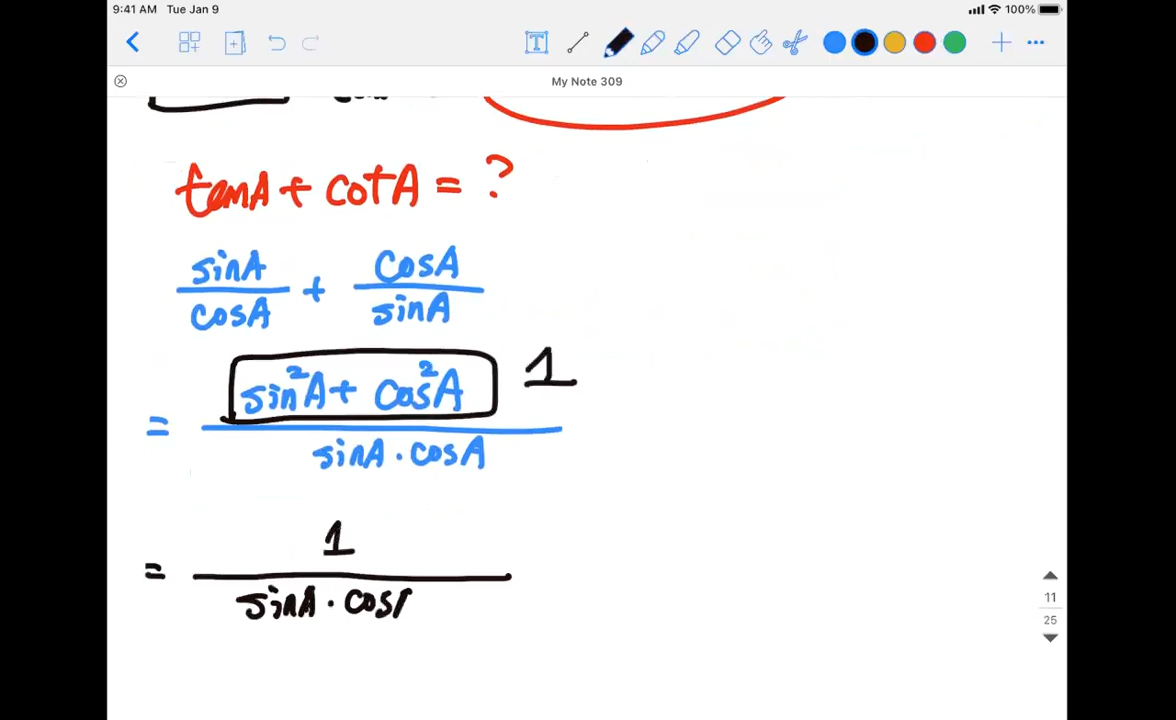 9:41 AM Tue Jan 9
100%
My Note 309
tanA + cotA = ?
sinA/cosA + cosA/sinA
= sin²A + cos²A / sinA · cosA 1
= 1 / sinA · cos
11
25